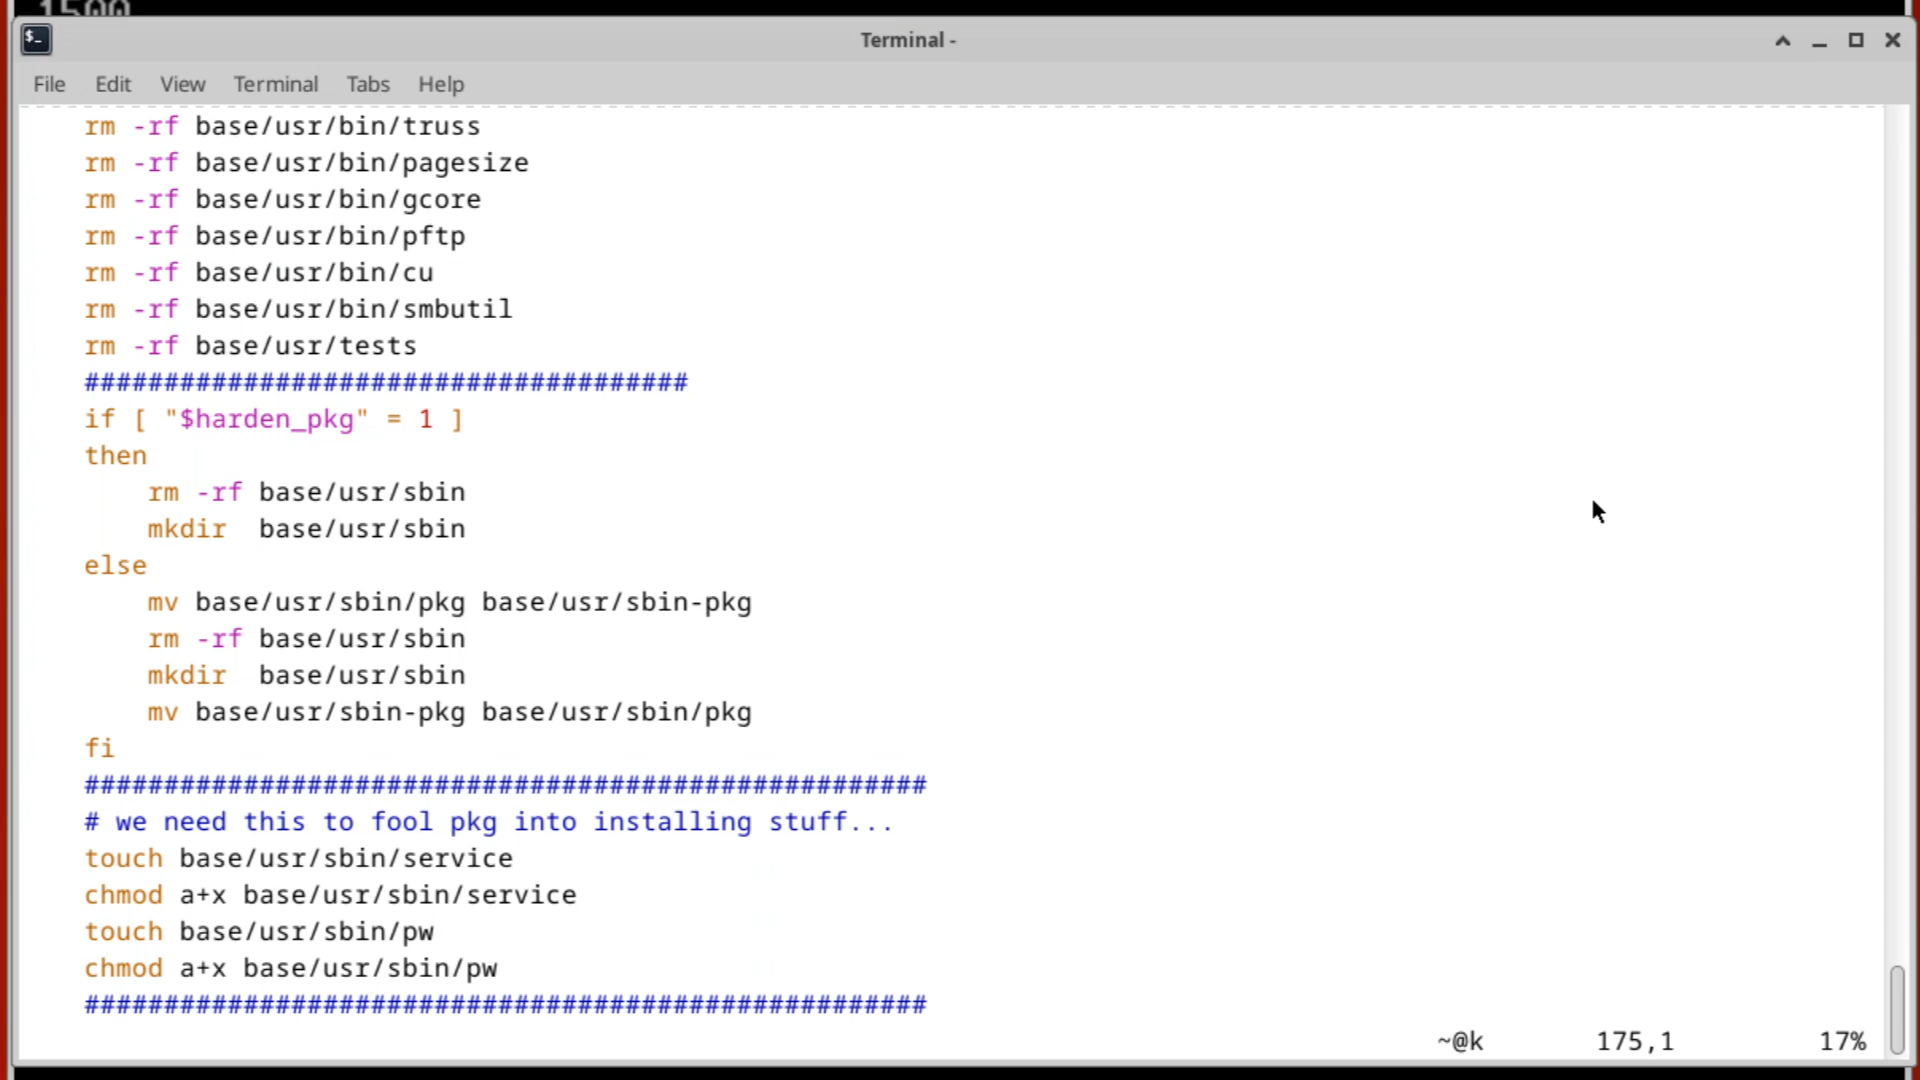 1500
$-
Terminal -
File Edit View Terminal Tabs Help
rm -rf base/usr/bin/truss
rm -rf base/usr/bin/pagesize
rm -rf base/usr/bin/gcore
rm -rf base/usr/bin/pftp
rm -rf base/usr/bin/cu
rm -rf base/usr/bin/smbutil
rm -rf base/usr/tests
######################################
if [ "$harden_pkg" = 1 ]
then
    rm -rf base/usr/sbin
    mkdir  base/usr/sbin
else
    mv base/usr/sbin/pkg base/usr/sbin-pkg
    rm -rf base/usr/sbin
    mkdir  base/usr/sbin
    mv base/usr/sbin-pkg base/usr/sbin/pkg
fi
#####################################################
# we need this to fool pkg into installing stuff...
touch base/usr/sbin/service
chmod a+x base/usr/sbin/service
touch base/usr/sbin/pw
chmod a+x base/usr/sbin/pw
#####################################################
~@k 175,1 17%